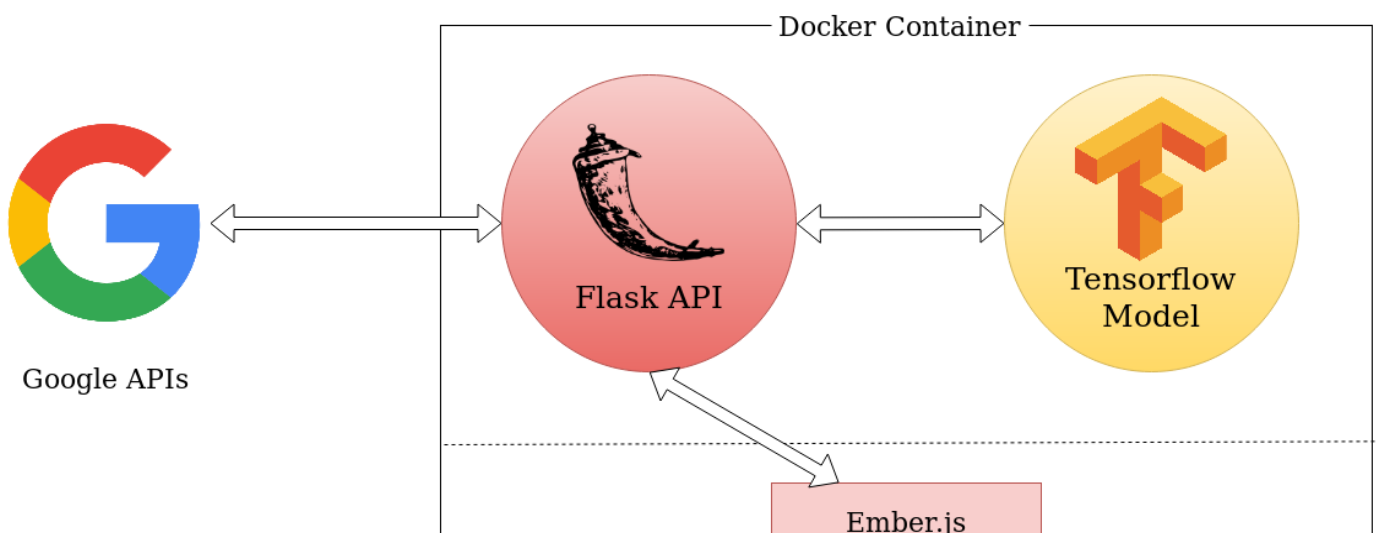 Docker Container
Flask API
Tensorflow
Model
Google APIs
Ember.js